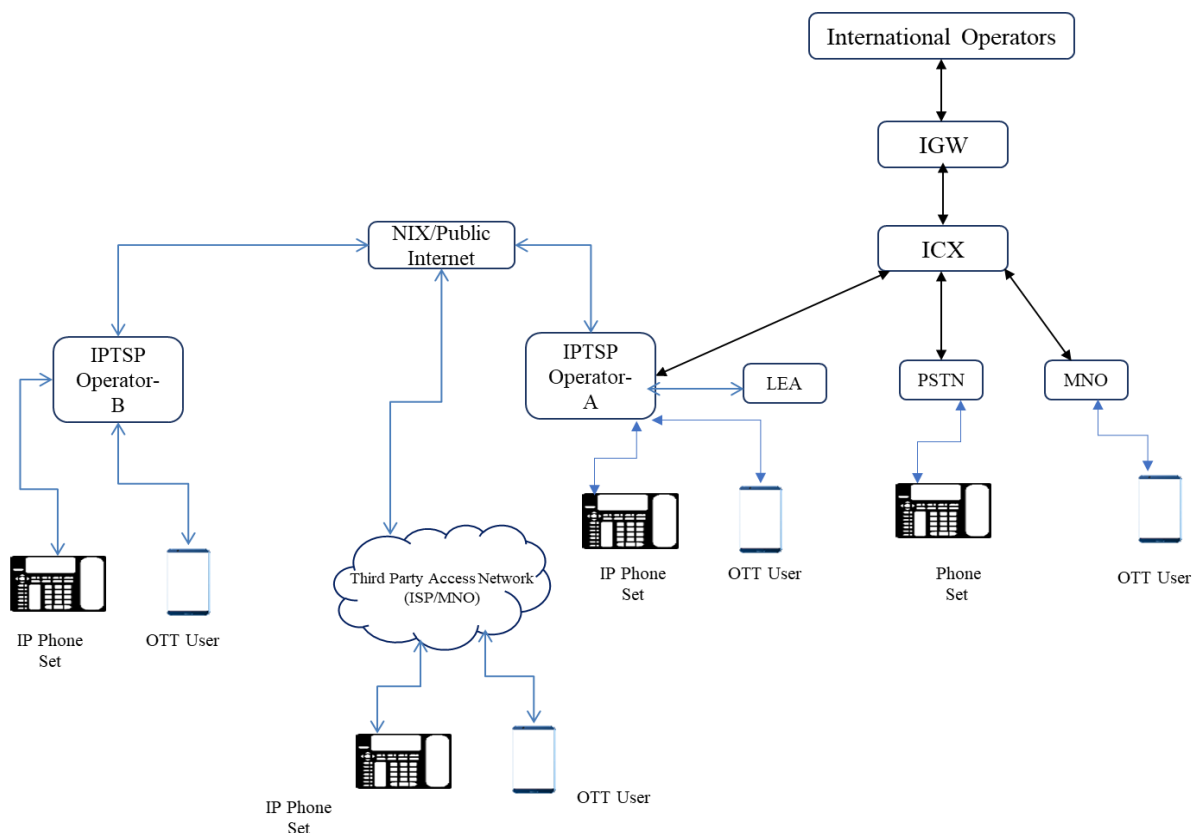 International Operators
IGW
NIX/Public
Internet
ICX
IPTSP
Operator-
B
IPTSP
Operator-
A
LEA
PSTN
MNO
Third Party Access Network
(ISP/MNO)
IP Phone
Set
OTT User
IP Phone
Set
OTT User
Phone
Set
OTT User
IP Phone
Set
OTT User